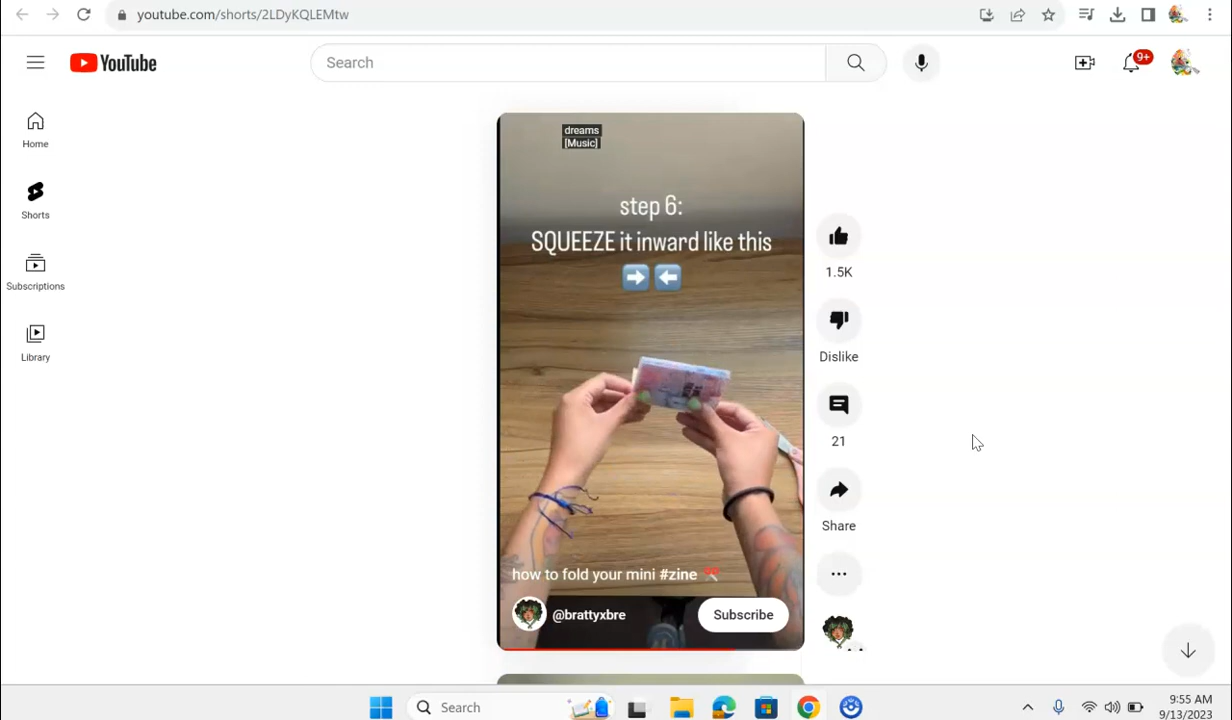 youtube.com/shorts/2LDyKQLEMtw
YouTube
Search
9+
Home
Shorts
Subscriptions
Library
dreams
[Music]
step 6:
SQUEEZE it inward like this
1.5K
Dislike
21
Share
how to fold your mini #zine
@brattyxbre
Subscribe
Search
9:55 AM
9/13/2023